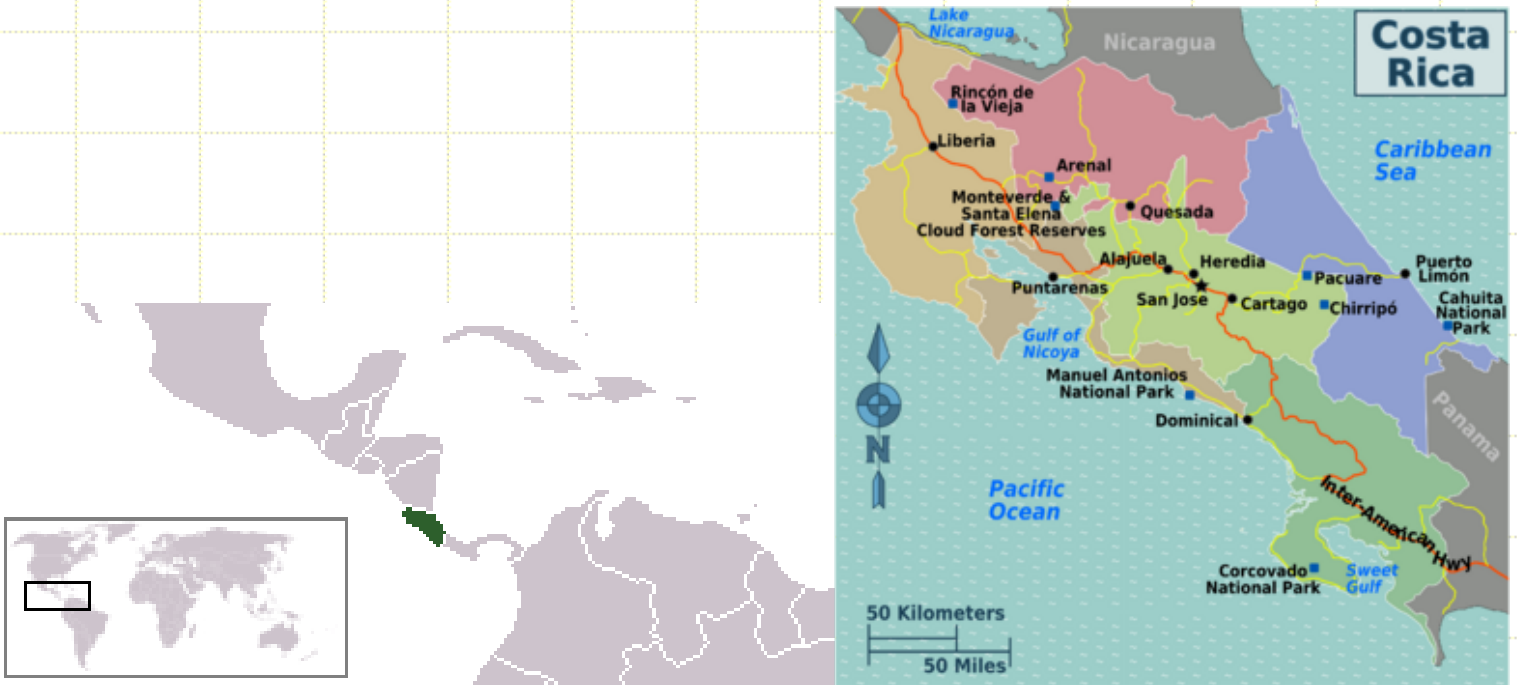 Lake
Nicaragua
Nicaragua
Costa
Rica
Rincón de
la Vieja
Liberia
Caribbean
Sea
Arenal
Monteverde &
Santa Elena
Cloud Forest Reserves
Quesada
Alajuela
Heredia
Puerto
Limón
Puntarenas
San Jose
Cartago
Pacuare
Chirripó
Cahuita
National
Park
Gulf of
Nicoya
Manuel Antonios
National Park
Dominical
Panama
N
Pacific
Ocean
Inter-American Hwy
Corcovado
National Park
Sweet
Gulf
50 Kilometers
50 Miles